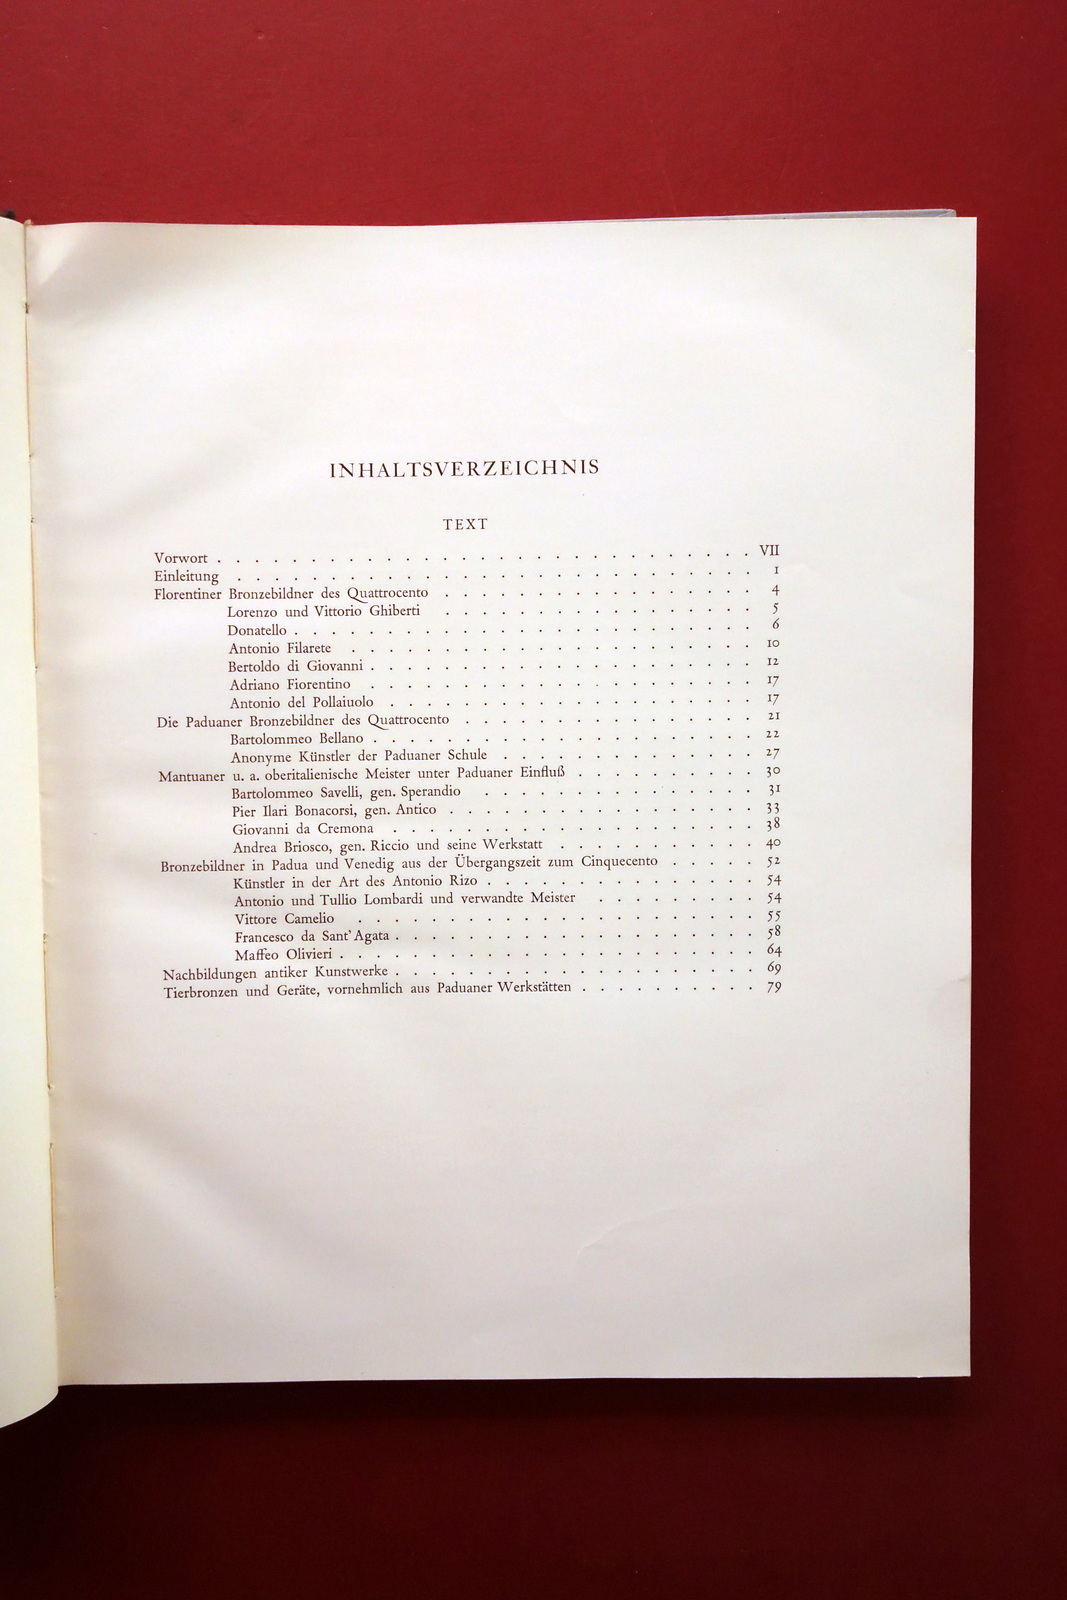 INHALTSVERZEICHNIS
TEXT
Vorwort . . . . . . . . . . . . . . . . . . . . . . . . . . . . . VII
Einleitung . . . . . . . . . . . . . . . . . . . . . . . . . . . . 1
Florentiner Bronzebildner des Quattrocento . . . . . . . . . . . . . . . . . 4
Lorenzo und Vittorio Ghiberti . . . . . . . . . . . . . . . . . 5
Donatello . . . . . . . . . . . . . . . . . . . . . . . . . 6
Antonio Filarete . . . . . . . . . . . . . . . . . . . . . . 10
Bertoldo di Giovanni . . . . . . . . . . . . . . . . . . . . . 12
Adriano Fiorentino . . . . . . . . . . . . . . . . . . . . . 17
Antonio del Pollaiuolo . . . . . . . . . . . . . . . . . . . . 17
Die Paduaner Bronzebildner des Quattrocento . . . . . . . . . . . . . . . . 21
Bartolommeo Bellano . . . . . . . . . . . . . . . . . . . . . 22
Anonyme Künstler der Paduaner Schule . . . . . . . . . . . . . . 27
Mantuaner u. a. oberitalienische Meister unter Paduaner Einfluß . . . . . . . . . . 30
Bartolommeo Savelli, gen. Sperandio . . . . . . . . . . . . . . . 31
Pier Ilari Bonacorsi, gen. Antico . . . . . . . . . . . . . . . . . 33
Giovanni da Cremona . . . . . . . . . . . . . . . . . . . . 38
Andrea Briosco, gen. Riccio und seine Werkstatt . . . . . . . . . . . 40
Bronzebildner in Padua und Venedig aus der Übergangszeit zum Cinquecento . . . . . 52
Künstler in der Art des Antonio Rizo . . . . . . . . . . . . . . . 54
Antonio und Tullio Lombardi und verwandte Meister . . . . . . . . . 54
Vittore Camelio . . . . . . . . . . . . . . . . . . . . . . 55
Francesco da Sant' Agata . . . . . . . . . . . . . . . . . . . . 58
Maffeo Olivieri . . . . . . . . . . . . . . . . . . . . . . . 64
Nachbildungen antiker Kunstwerke . . . . . . . . . . . . . . . . . . . . 69
Tierbronzen und Geräte, vornehmlich aus Paduaner Werkstätten . . . . . . . . . . 79